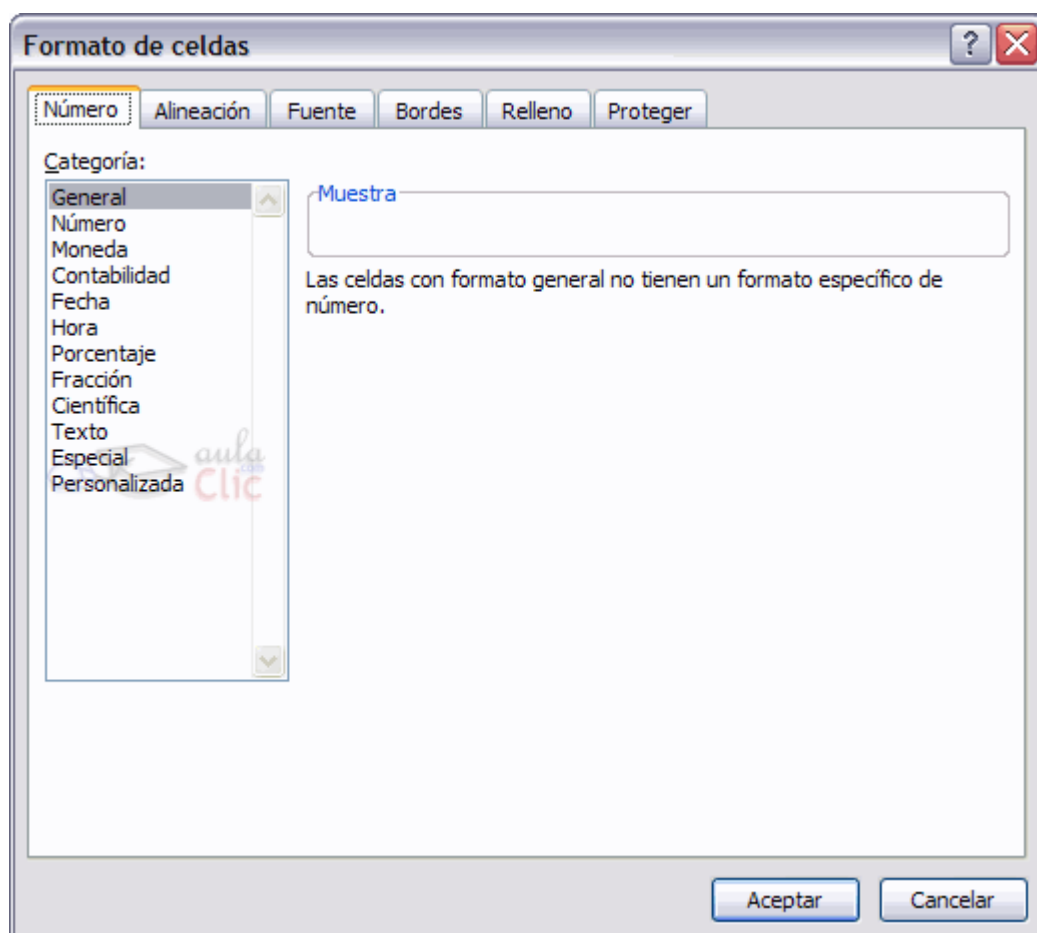 Formato de celdas
?
Número Alineación Fuente Bordes Relleno Proteger
Categoría:
General
Número
Moneda
Contabilidad
Fecha
Hora
Porcentaje
Fracción
Científica
Texto
Especial
Personalizada
aula
.com
Clic
Muestra
Las celdas con formato general no tienen un formato específico de
número.
Aceptar Cancelar